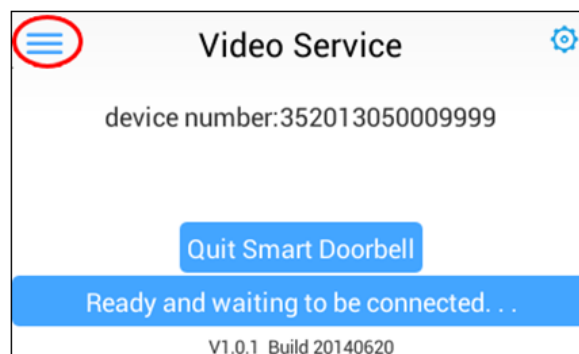 Video Service
device number:352013050009999
Quit Smart Doorbell
Ready and waiting to be connected. . .
V1.0.1 Build 20140620